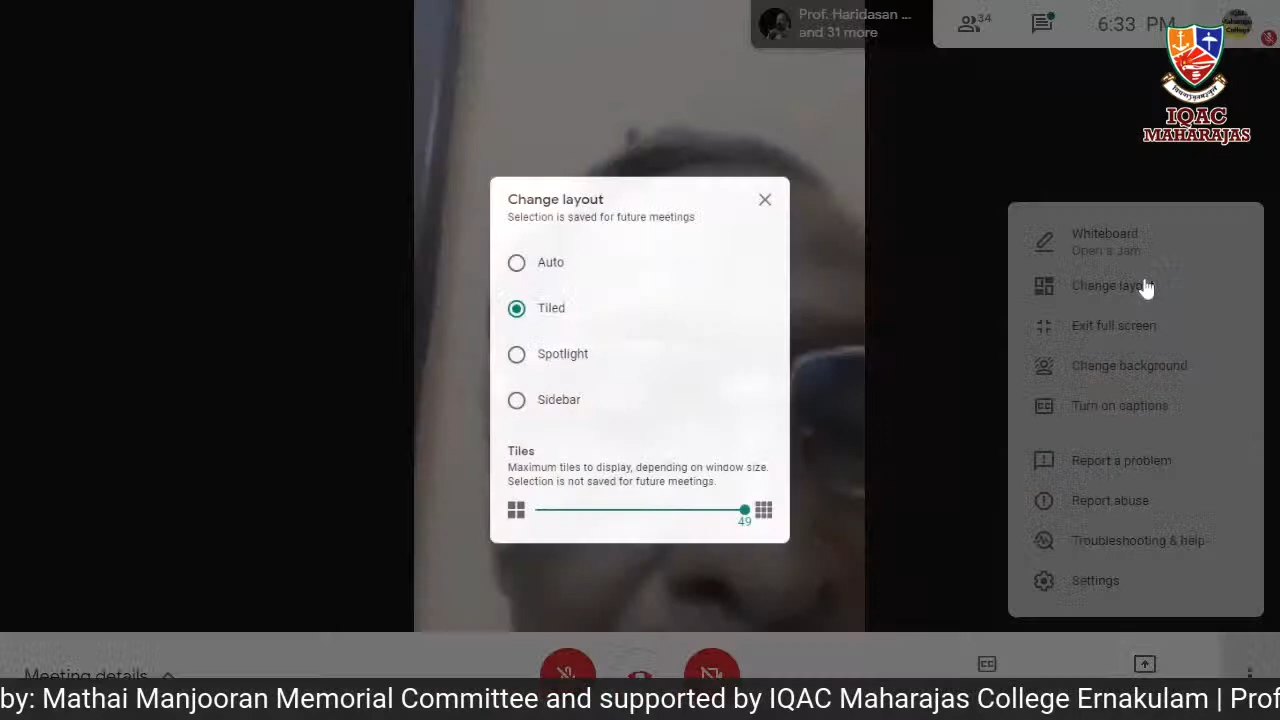 Prof. Haridasan ...
and 31 more
34
6:33 PM
IQAC
MAHARAJAS
Change layout
Selection is saved for future meetings
Auto
Tiled
Spotlight
Sidebar
Tiles
Maximum tiles to display, depending on window size.
Selection is not saved for future meetings.
49
Whiteboard
Open a Jam
Change layout
Exit full screen
Change background
Turn on captions
Report a problem
Report abuse
Troubleshooting & help
Settings
Meeting details
by: Mathai Manjooran Memorial Committee and supported by IQAC Maharajas College Ernakulam | Prof